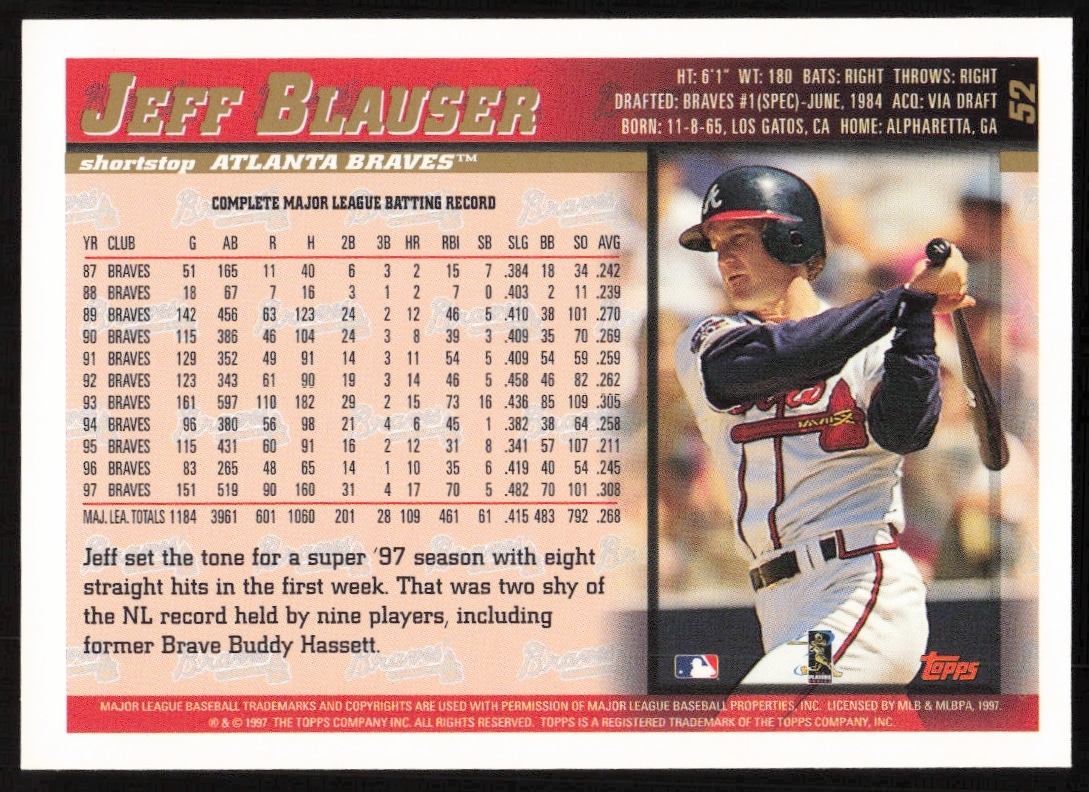 JEFF BLAUSER
HT: 6'1" WT: 180 BATS: RIGHT THROWS: RIGHT
DRAFTED: BRAVES #1(SPEC)-JUNE, 1984 ACQ: VIA DRAFT
BORN: 11-8-65, LOS GATOS, CA HOME: ALPHARETTA, GA
52
shortstop ATLANTA BRAVES™
COMPLETE MAJOR LEAGUE BATTING RECORD
YR CLUB G AB R H 2B 3B HR RBI SB SLG BB SO AVG
87 BRAVES 51 165 11 40 6 3 2 15 7 .384 18 34 .242
88 BRAVES 18 67 7 16 3 1 2 7 0 .403 2 11 .239
89 BRAVES 142 456 63 123 24 2 12 46 5 .410 38 101 .270
90 BRAVES 115 386 46 104 24 3 8 39 3 .409 35 70 .269
91 BRAVES 129 352 49 91 14 3 11 54 5 .409 54 59 .259
92 BRAVES 123 343 61 90 19 3 14 46 5 .458 46 82 .262
93 BRAVES 161 597 110 182 29 2 15 73 16 .436 85 109 .305
94 BRAVES 96 380 56 98 21 4 6 45 1 .382 38 64 .258
95 BRAVES 115 431 60 91 16 2 12 31 8 .341 57 107 .211
96 BRAVES 83 265 48 65 14 1 10 35 6 .419 40 54 .245
97 BRAVES 151 519 90 160 31 4 17 70 5 .482 70 101 .308
MAJ. LEA. TOTALS 1184 3961 601 1060 201 28 109 461 61 .415 483 792 .268
Jeff set the tone for a super '97 season with eight
straight hits in the first week. That was two shy of
the NL record held by nine players, including
former Brave Buddy Hassett.
TOPPS
MAJOR LEAGUE BASEBALL TRADEMARKS AND COPYRIGHTS ARE USED WITH PERMISSION OF MAJOR LEAGUE BASEBALL PROPERTIES, INC. LICENSED BY MLB & MLBPA, 1997.
® & © 1997 THE TOPPS COMPANY INC. ALL RIGHTS RESERVED. TOPPS IS A REGISTERED TRADEMARK OF THE TOPPS COMPANY, INC.